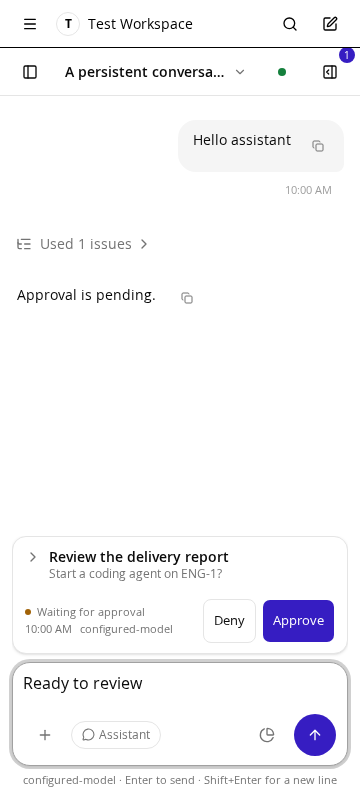 T Test Workspace
1
A persistent conversa...
Hello assistant
10:00 AM
Used 1 issues
Approval is pending.
Review the delivery report
Start a coding agent on ENG-1?
Waiting for approval
10:00 AM configured-model
Deny
Approve
Ready to review
Assistant
configured-model · Enter to send · Shift+Enter for a new line